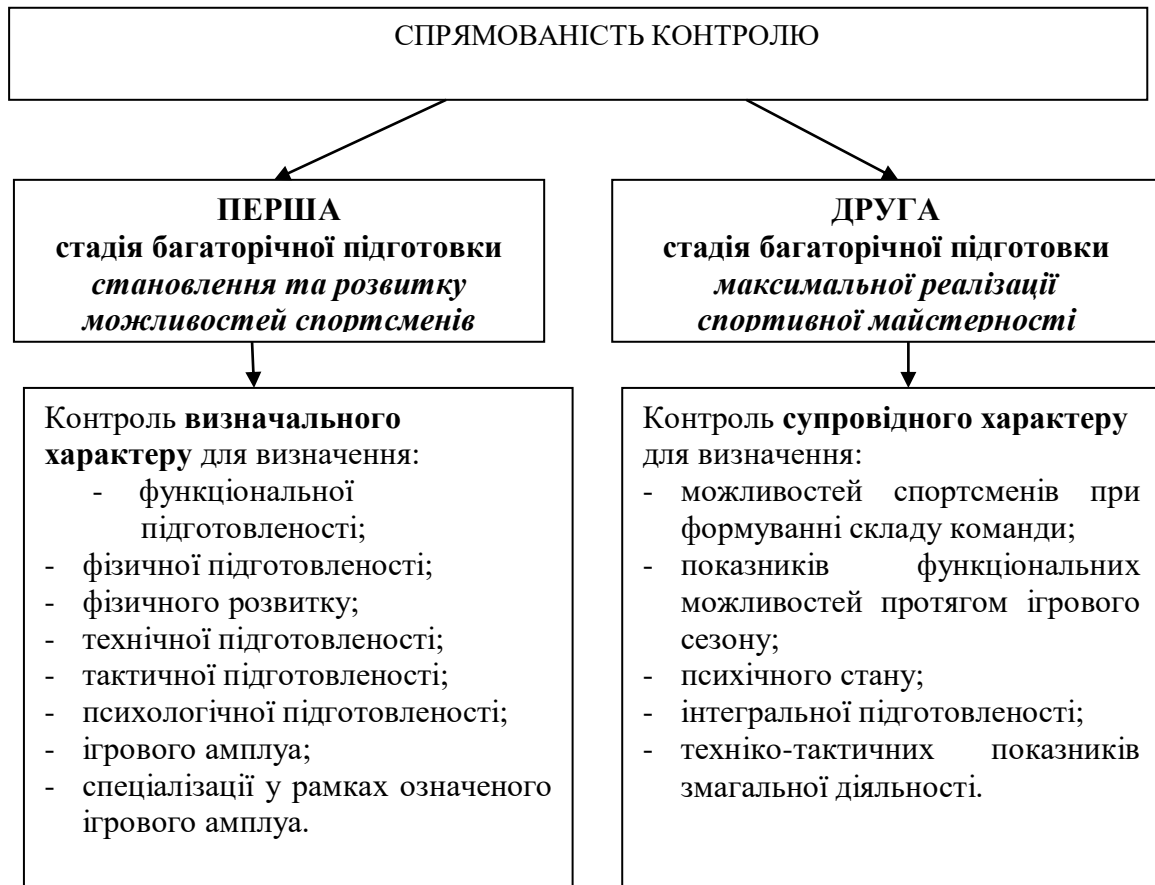 СПРЯМОВАНІСТЬ КОНТРОЛЮ
ПЕРША
стадія багаторічної підготовки
становлення та розвитку
можливостей спортсменів
ДРУГА
стадія багаторічної підготовки
максимальної реалізації
спортивної майстерності
Контроль визначального
характеру для визначення:
- функціональної
підготовленості;
- фізичної підготовленості;
- фізичного розвитку;
- технічної підготовленості;
- тактичної підготовленості;
- психологічної підготовленості;
- ігрового амплуа;
- спеціалізації у рамках означеного
ігрового амплуа.
Контроль супровідного характеру
для визначення:
- можливостей спортсменів при
формуванні складу команди;
- показників функціональних
можливостей протягом ігрового
сезону;
- психічного стану;
- інтегральної підготовленості;
- техніко-тактичних показників
змагальної діяльності.